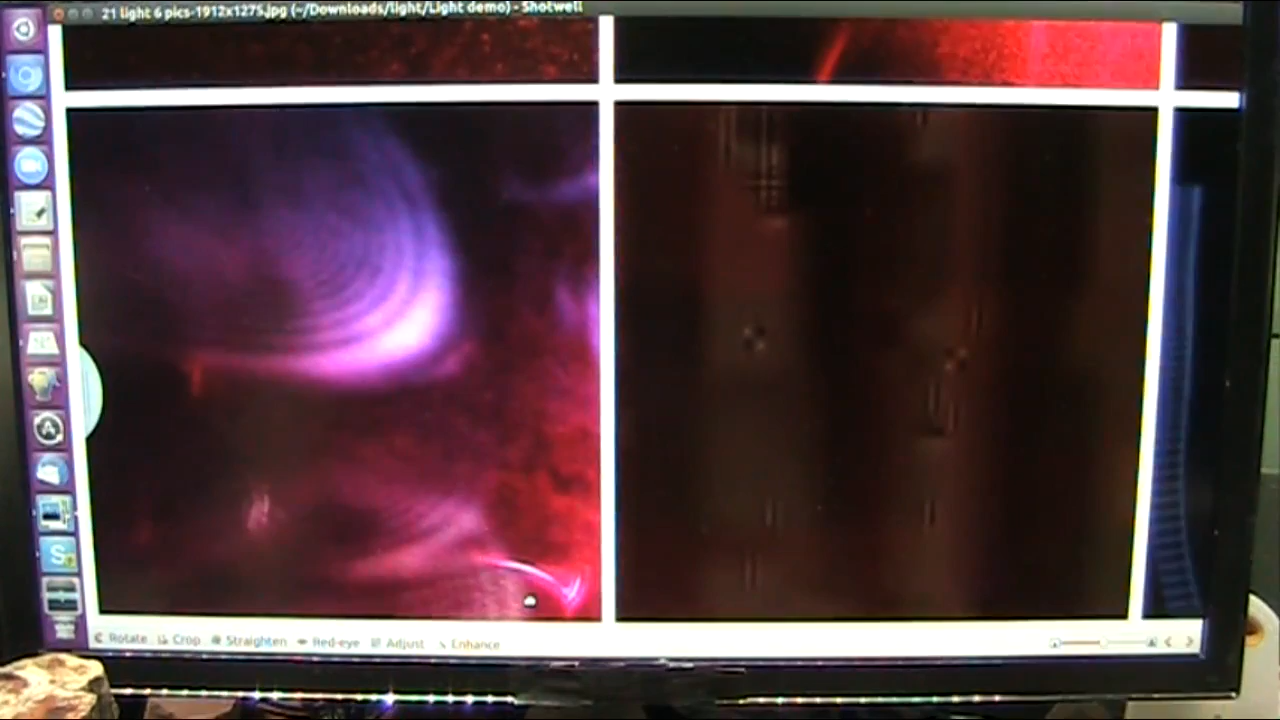 21 light 6 pics-1912x1275.jpg (~/Downloads/light/Light demo) - Shotwell
Rotate Crop Straighten Red-eye Adjust Enhance